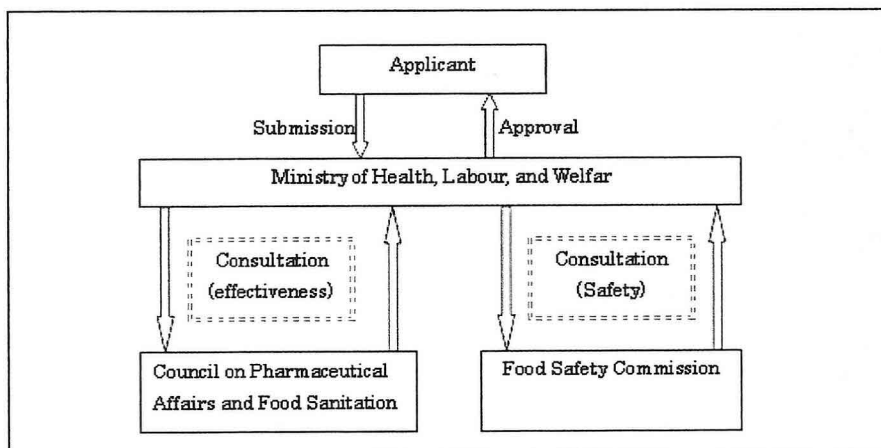 Applicant
Submission Approval
Ministry of Health, Labour, and Welfar
Consultation
(effectiveness)
Consultation
(Safety)
Council on Pharmaceutical
Affairs and Food Sanitation
Food Safety Commission